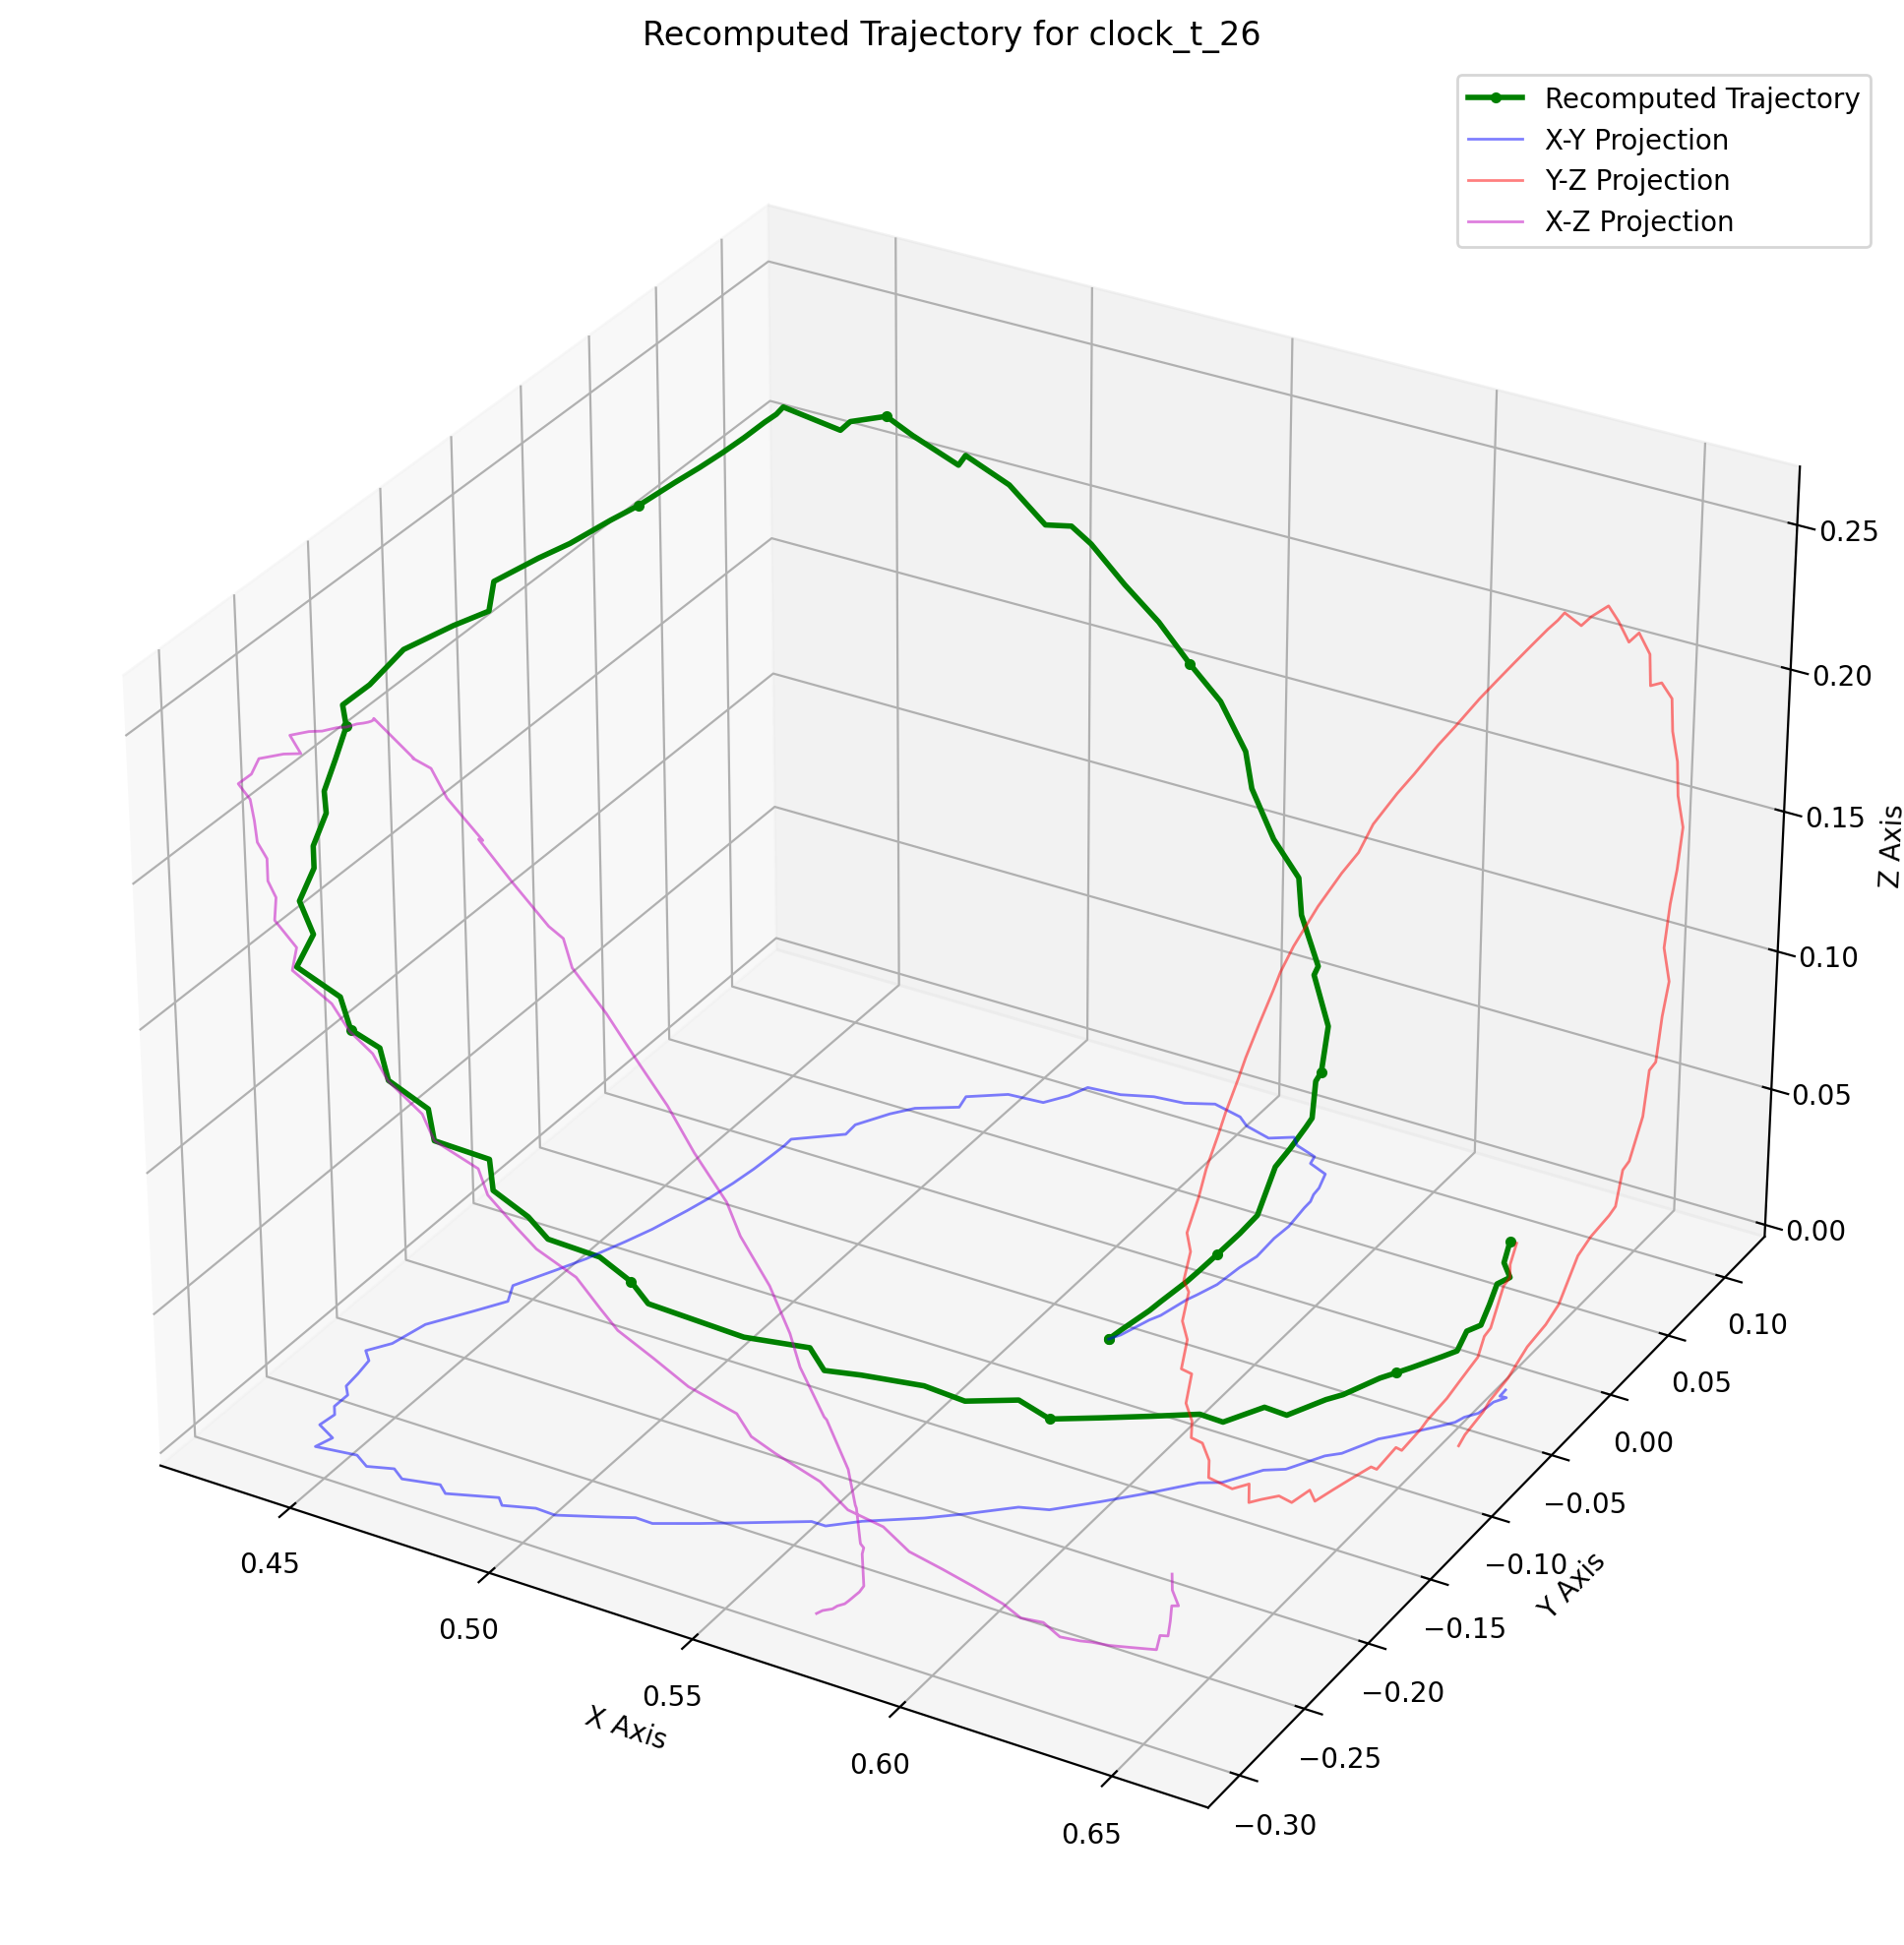 Recomputed Trajectory for clock_t_26
Recomputed Trajectory
X-Y Projection
Y-Z Projection
X-Z Projection
0.25
0.20
0.15
0.10
0.05
0.00
Z Axis
0.10
0.05
0.00
−0.05
−0.10
−0.15
−0.20
−0.25
−0.30
Y Axis
0.45
0.50
0.55
0.60
0.65
X Axis